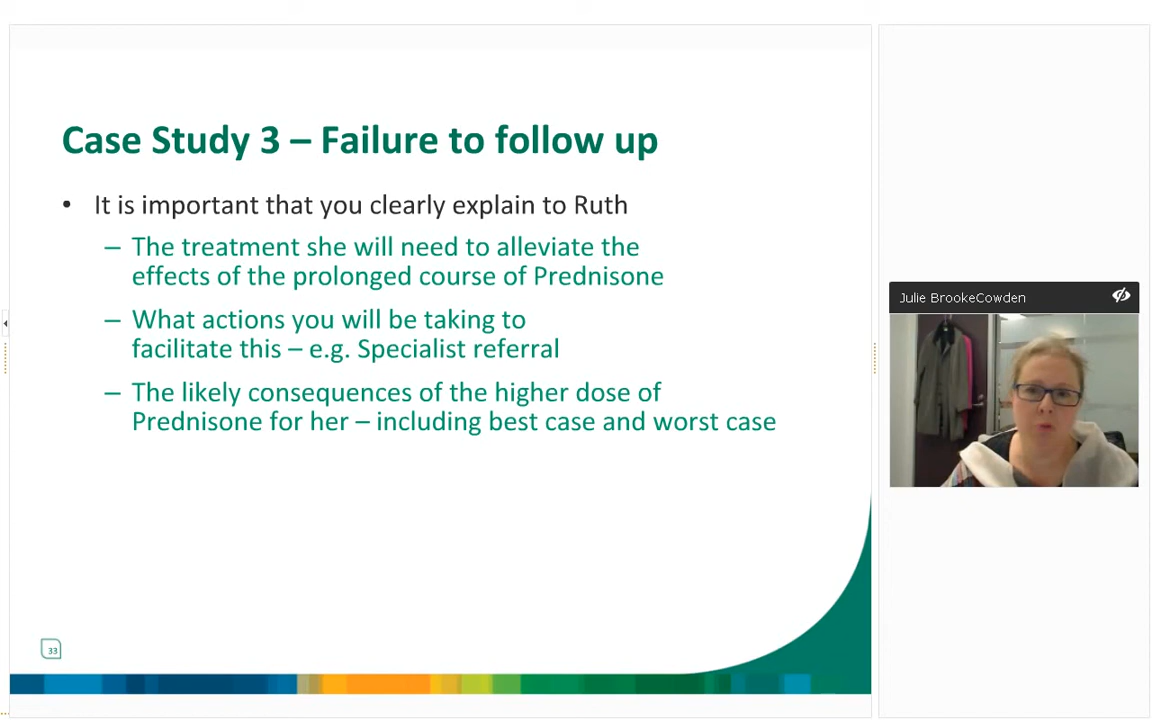 Case Study 3 – Failure to follow up
• It is important that you clearly explain to Ruth
– The treatment she will need to alleviate the
effects of the prolonged course of Prednisone
– What actions you will be taking to
facilitate this – e.g. Specialist referral
– The likely consequences of the higher dose of
Prednisone for her – including best case and worst case
33
Julie BrookeCowden